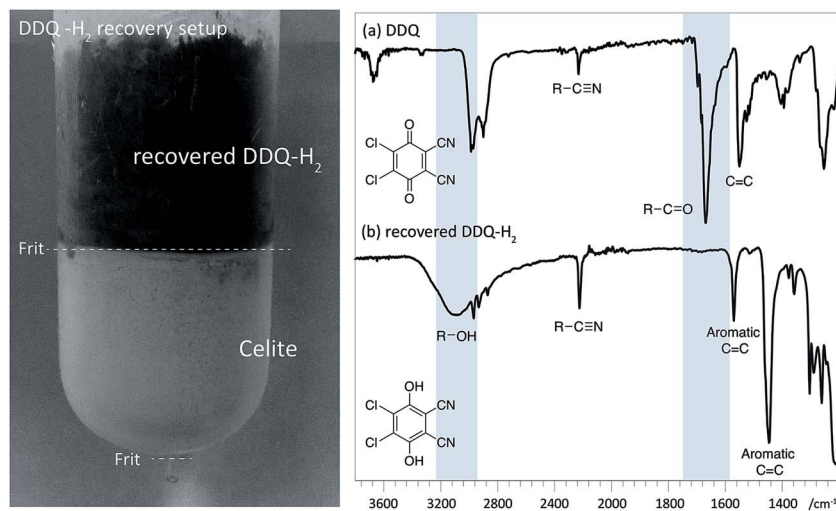 DDQ -H₂ recovery setup
recovered DDQ-H₂
Frit
Celite
Frit
(a) DDQ
R-C≡N
O
Cl
CN
Cl
CN
O
C=C
R-C=O
(b) recovered DDQ-H₂
R-OH
R-C≡N
Aromatic
C=C
OH
Cl
CN
Cl
CN
OH
Aromatic
C=C
3600 3200 2800 2400 2000 1800 1600 1400 /cm⁻¹